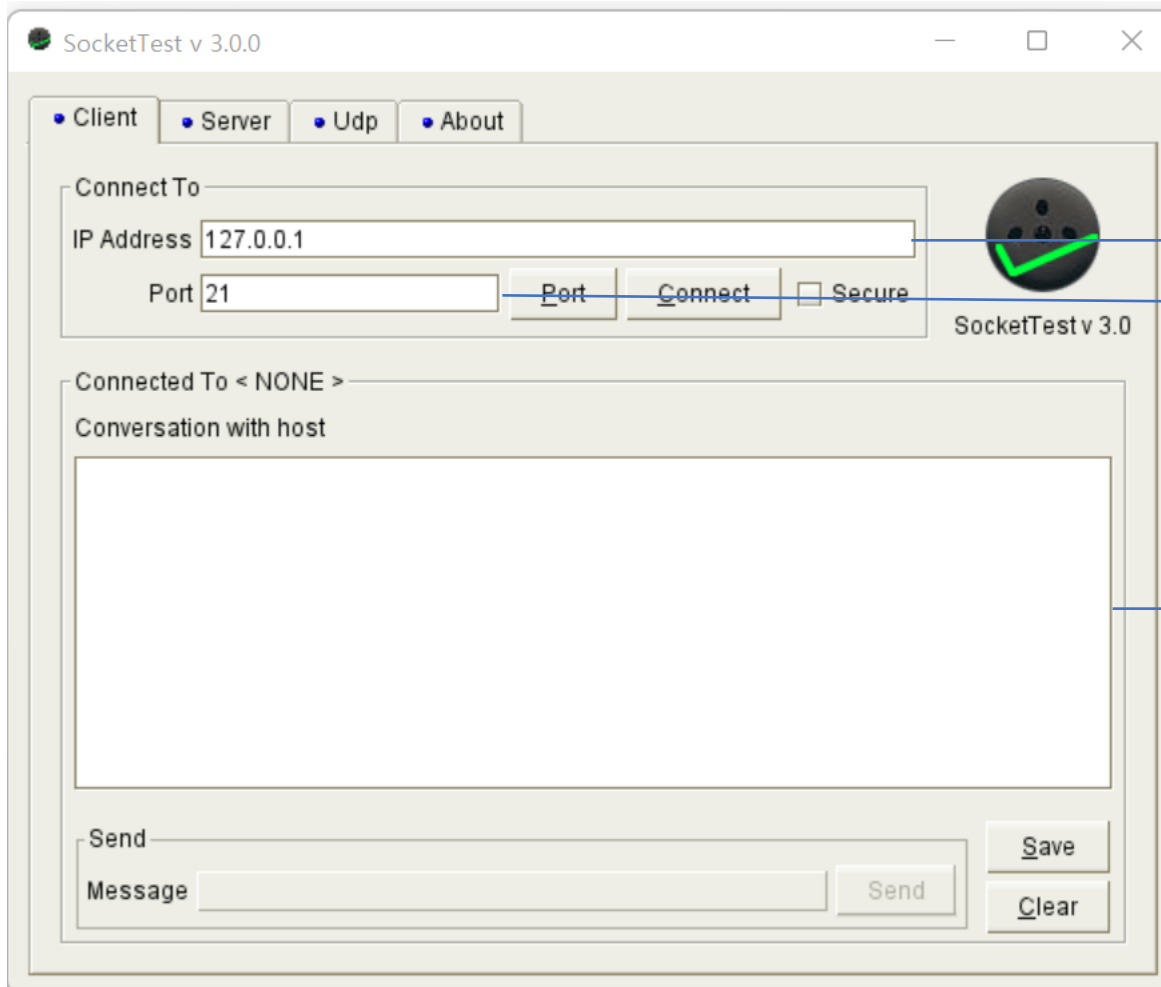 SocketTest v 3.0.0
Client Server Udp About
Connect To
IP Address 127.0.0.1
Port 21 Port Connect Secure
SocketTest v 3.0
Connected To < NONE >
Conversation with host
Send
Message Send
Save
Clear